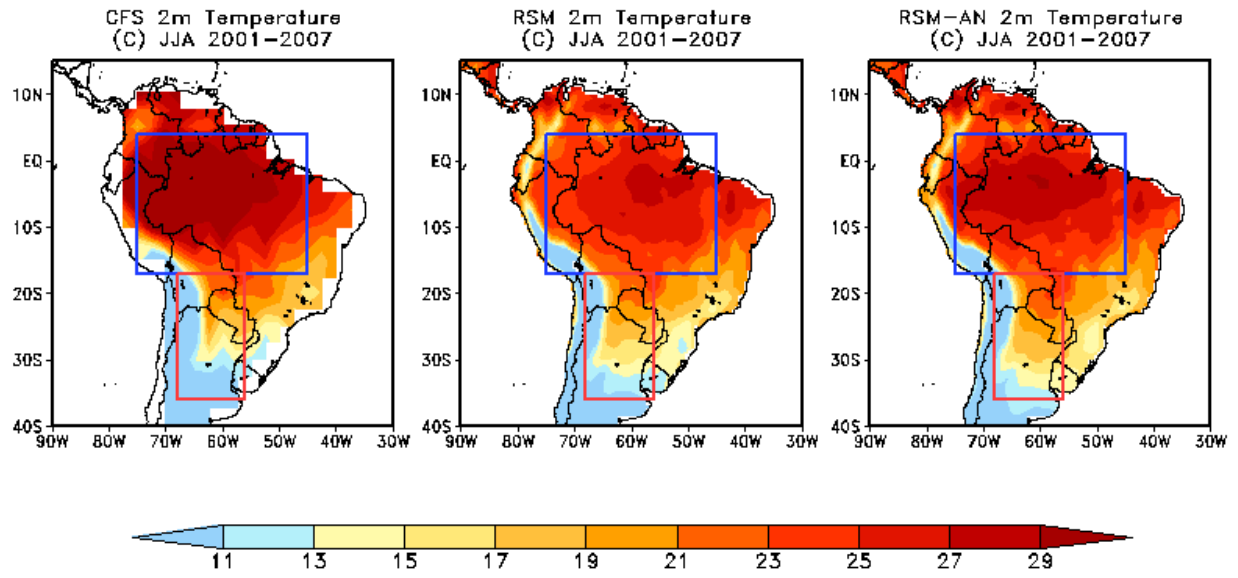 CFS 2m Temperature
(C) JJA 2001−2007
RSM 2m Temperature
(C) JJA 2001−2007
RSM−AN 2m Temperature
(C) JJA 2001−2007
10N
EQ
10S
20S
30S
40S
90W 80W 70W 60W 50W 40W 30W
10N
EQ
10S
20S
30S
40S
90W 80W 70W 60W 50W 40W 30W
10N
EQ
10S
20S
30S
40S
90W 80W 70W 60W 50W 40W 30W
11 13 15 17 19 21 23 25 27 29